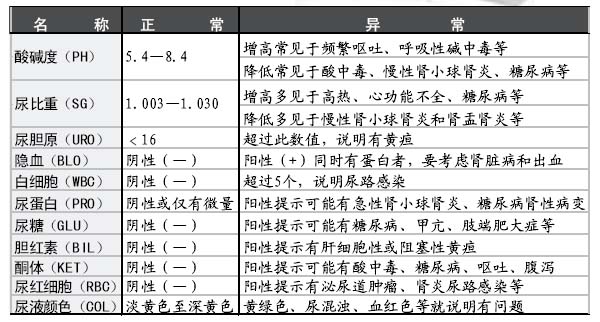 名 称 正 常 异 常
酸碱度（PH） 5.4—8.4 增高常见于频繁呕吐、呼吸性碱中毒等
降低常见于酸中毒、慢性肾小球肾炎、糖尿病等
尿比重（SG） 1.003—1.030 增高多见于高热、心功能不全、糖尿病等
降低多见于慢性肾小球肾炎和肾盂肾炎等
尿胆原（URO） ＜16 超过此数值，说明有黄疸
隐血（BLO） 阴性（—） 阳性（+）同时有蛋白者，要考虑肾脏病和出血
白细胞（WBC） 阴性（—） 超过5个，说明尿路感染
尿蛋白（PRO） 阴性或仅有微量 阳性提示可能有急性肾小球肾炎、糖尿病肾性病变
尿糖（GLU） 阴性（—） 阳性提示可能有糖尿病、甲亢、肢端肥大症等
胆红素（BIL） 阴性（—） 阳性提示有肝细胞性或阻塞性黄疸
酮体（KET） 阴性（—） 阳性提示可能有酸中毒、糖尿病、呕吐、腹泻
尿红细胞（RBC） 阴性（—） 阳性提示有泌尿道肿瘤、肾炎尿路感染等
尿液颜色（COL） 淡黄色至深黄色 黄绿色、尿混浊、血红色等就说明有问题